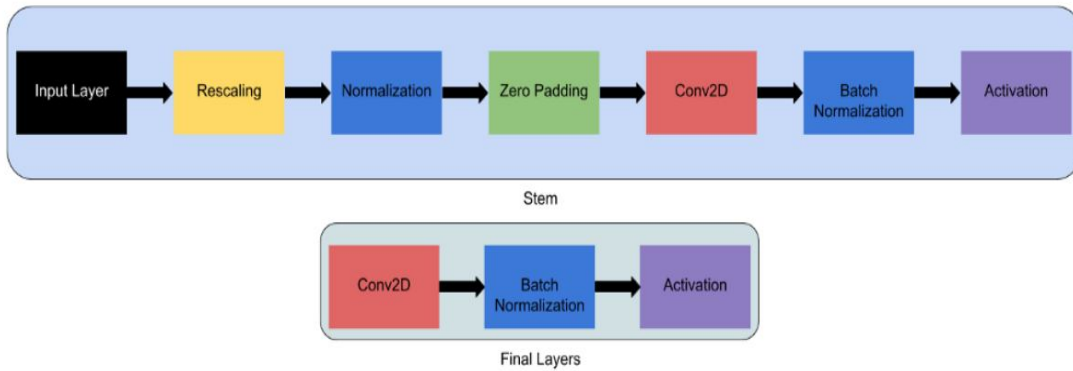 Input Layer
Rescaling
Normalization
Zero Padding
Conv2D
Batch
Normalization
Activation
Stem
Conv2D
Batch
Normalization
Activation
Final Layers